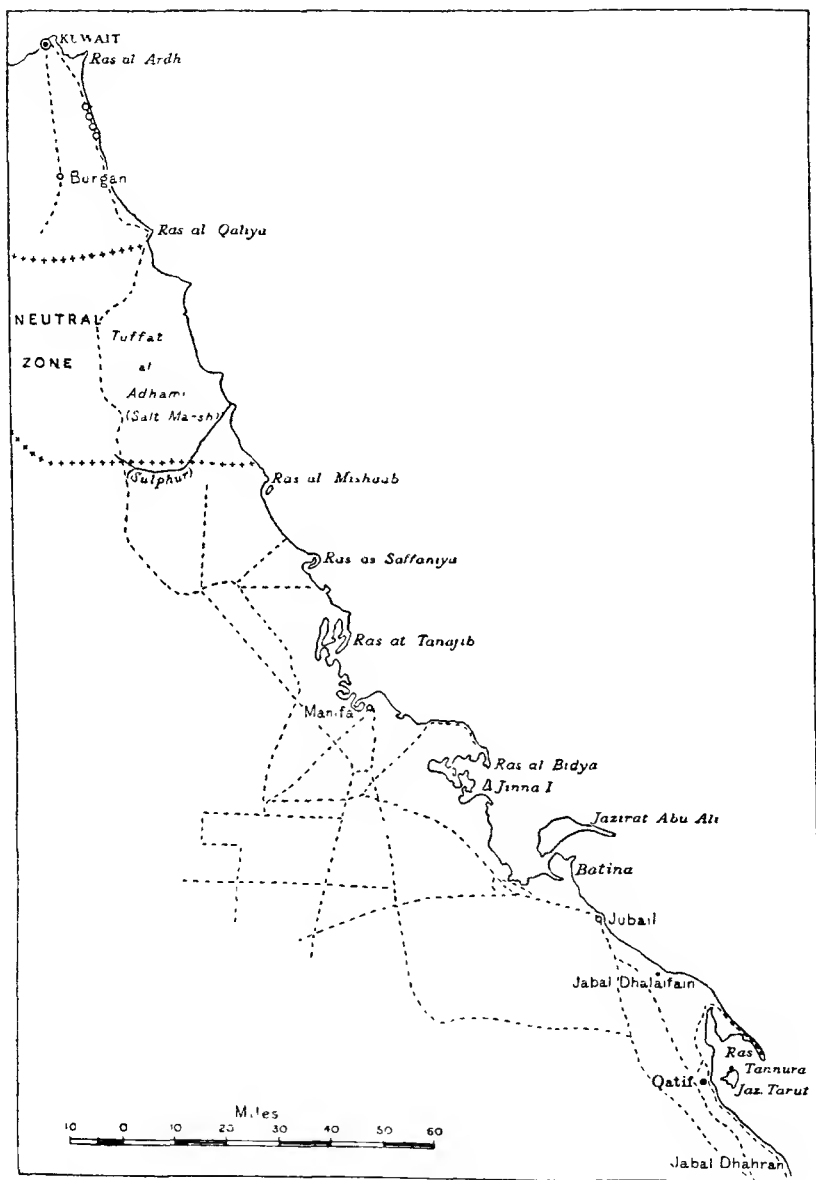 KUWAIT
Ras al Ardh
Burgan
Ras al Qaliya
NEUTRAL
ZONE
Tuffat
al
Adhami
(Salt Marsh)
(Sulphur)
Ras al Mishaab
Ras as Saffaniya
Ras at Tanajib
Manifa
Ras al Bidya
Jinna I
Jazirat Abu Ali
Batina
Jubail
Jabal Dhalaifain
Ras
Tannura
Qatif
Jaz. Tarut
Miles
10 0 10 20 30 40 50 60
Jabal Dhahran